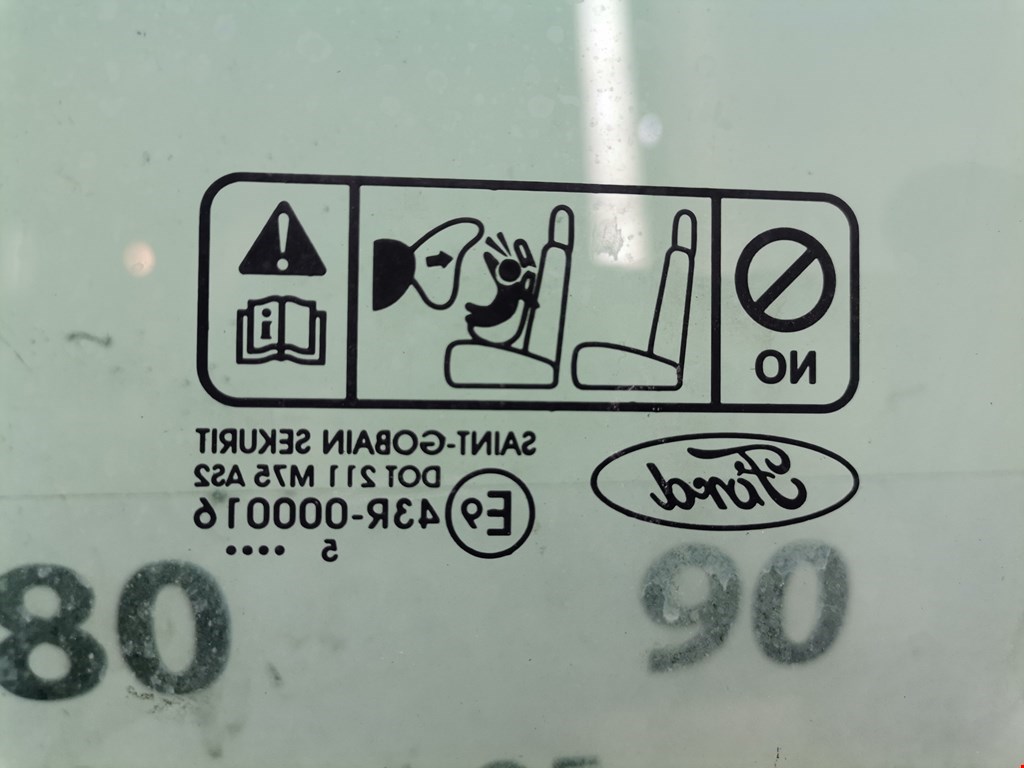 NO
Ford
SAINT-GOBAIN SEKURIT
DOT 211 M75 AS2
E9 43R-000016
5 ....
80 90